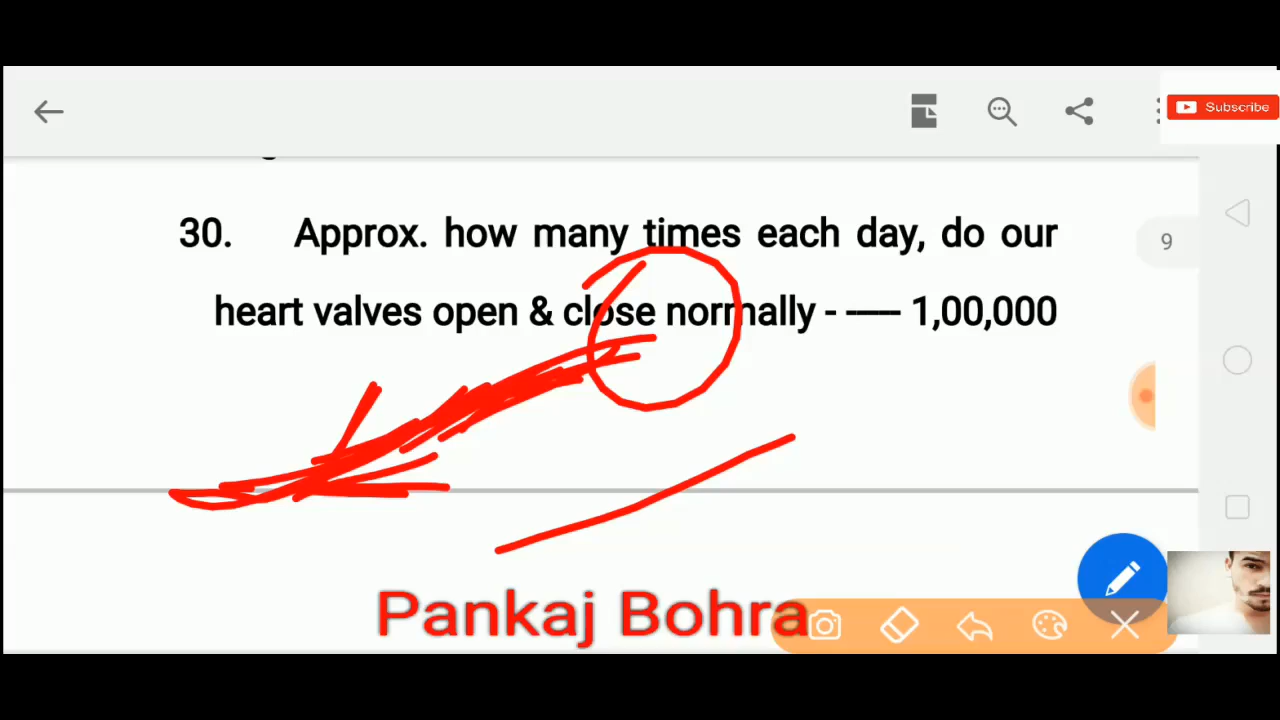 Subscribe
30. Approx. how many times each day, do our
9
heart valves open & close normally - ----- 1,00,000
Pankaj Bohra